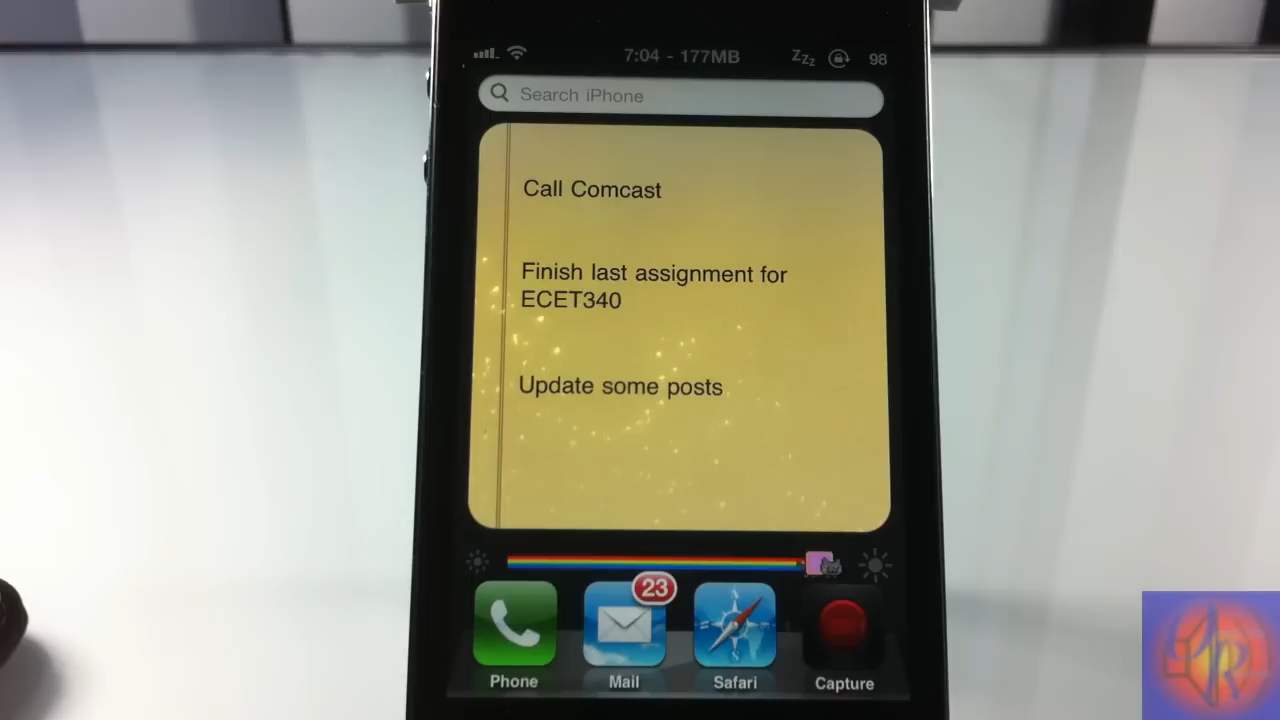 7:04 - 177MB
Zzz
98
Search iPhone
Call Comcast
Finish last assignment for
ECET340
Update some posts
23
Phone
Mail
Safari
Capture